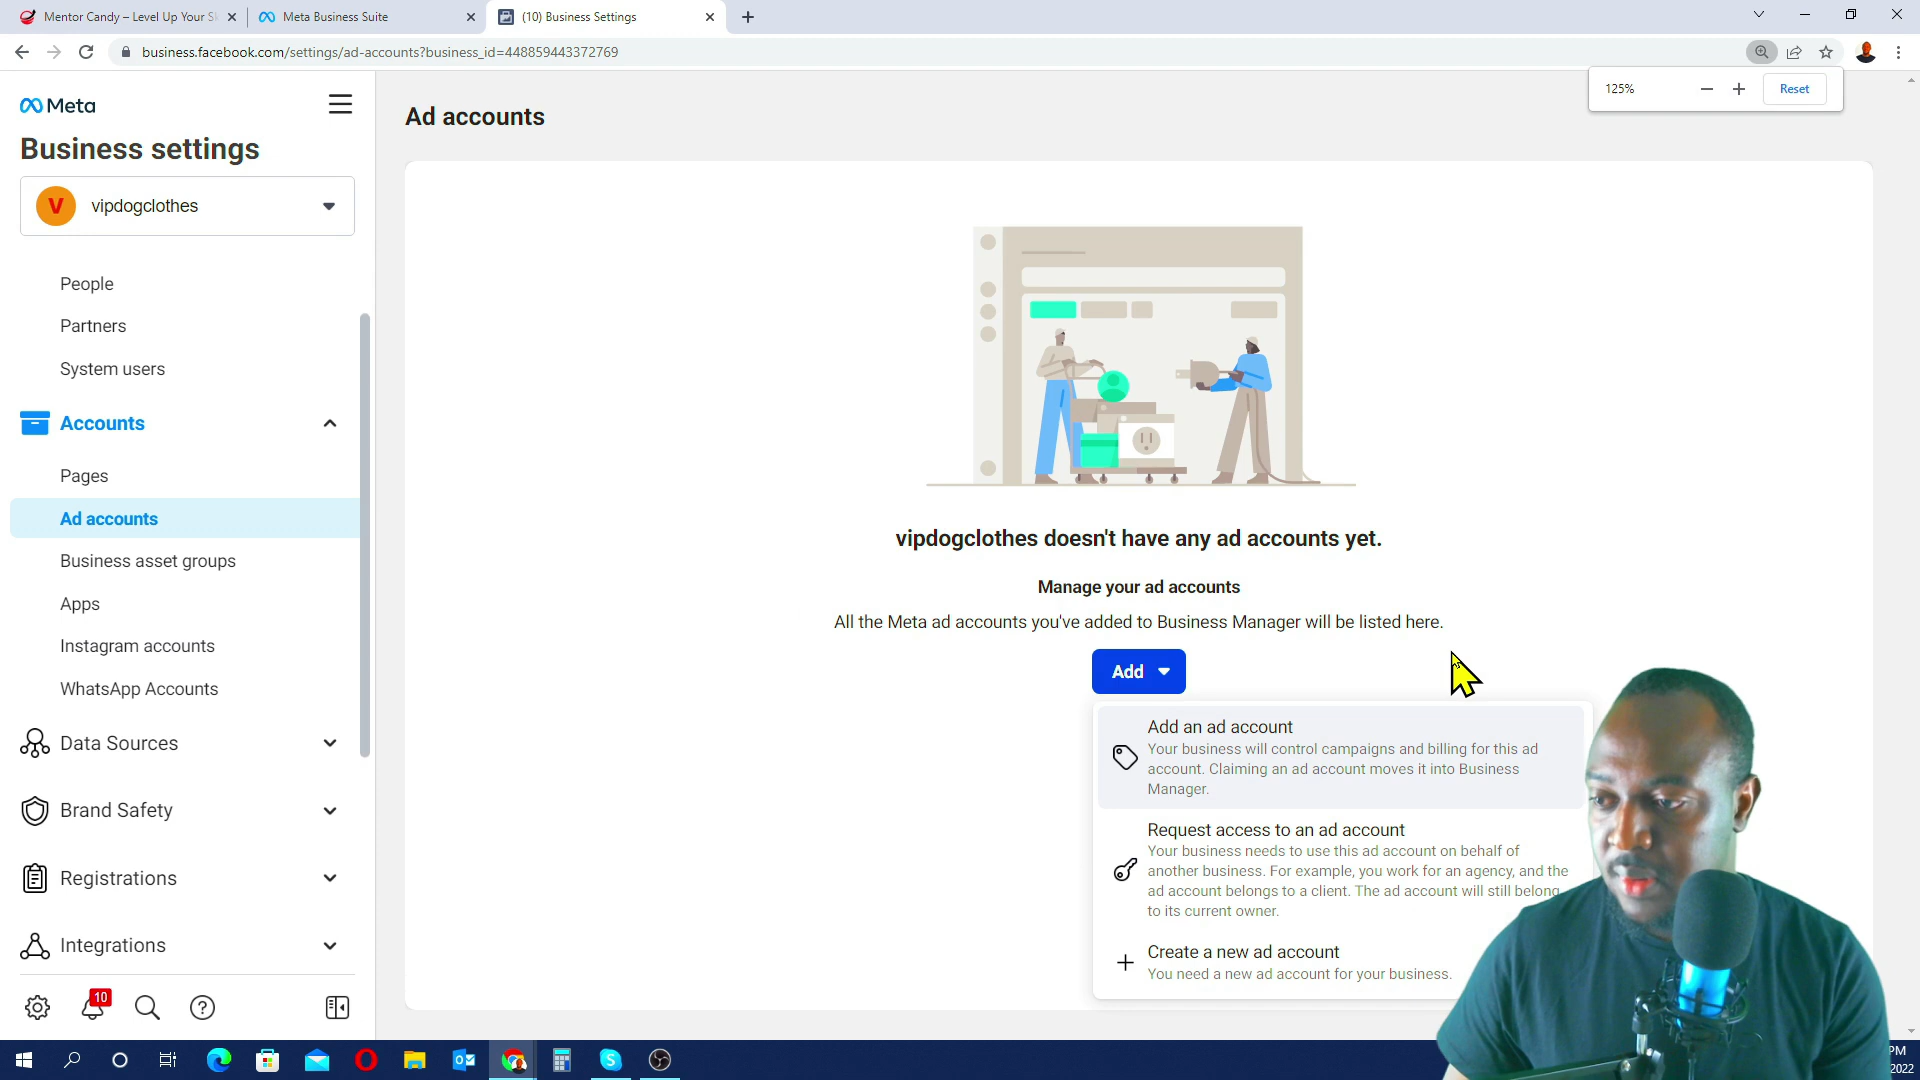 Mentor Candy – Level Up Your Sk
Meta Business Suite
(10) Business Settings
business.facebook.com/settings/ad-accounts?business_id=448859443372769
125%
Reset
Meta
Business settings
V
vipdogclothes
People
Partners
System users
Accounts
Pages
Ad accounts
Business asset groups
Apps
Instagram accounts
WhatsApp Accounts
Data Sources
Brand Safety
Registrations
Integrations
10
Ad accounts
vipdogclothes doesn't have any ad accounts yet.
Manage your ad accounts
All the Meta ad accounts you've added to Business Manager will be listed here.
Add
Add an ad account
Your business will control campaigns and billing for this ad
account. Claiming an ad account moves it into Business
Manager.
Request access to an ad account
Your business needs to use this ad account on behalf of
another business. For example, you work for an agency, and the
ad account belongs to a client. The ad account will still belong
to its current owner.
Create a new ad account
You need a new ad account for your business.
PM
2022